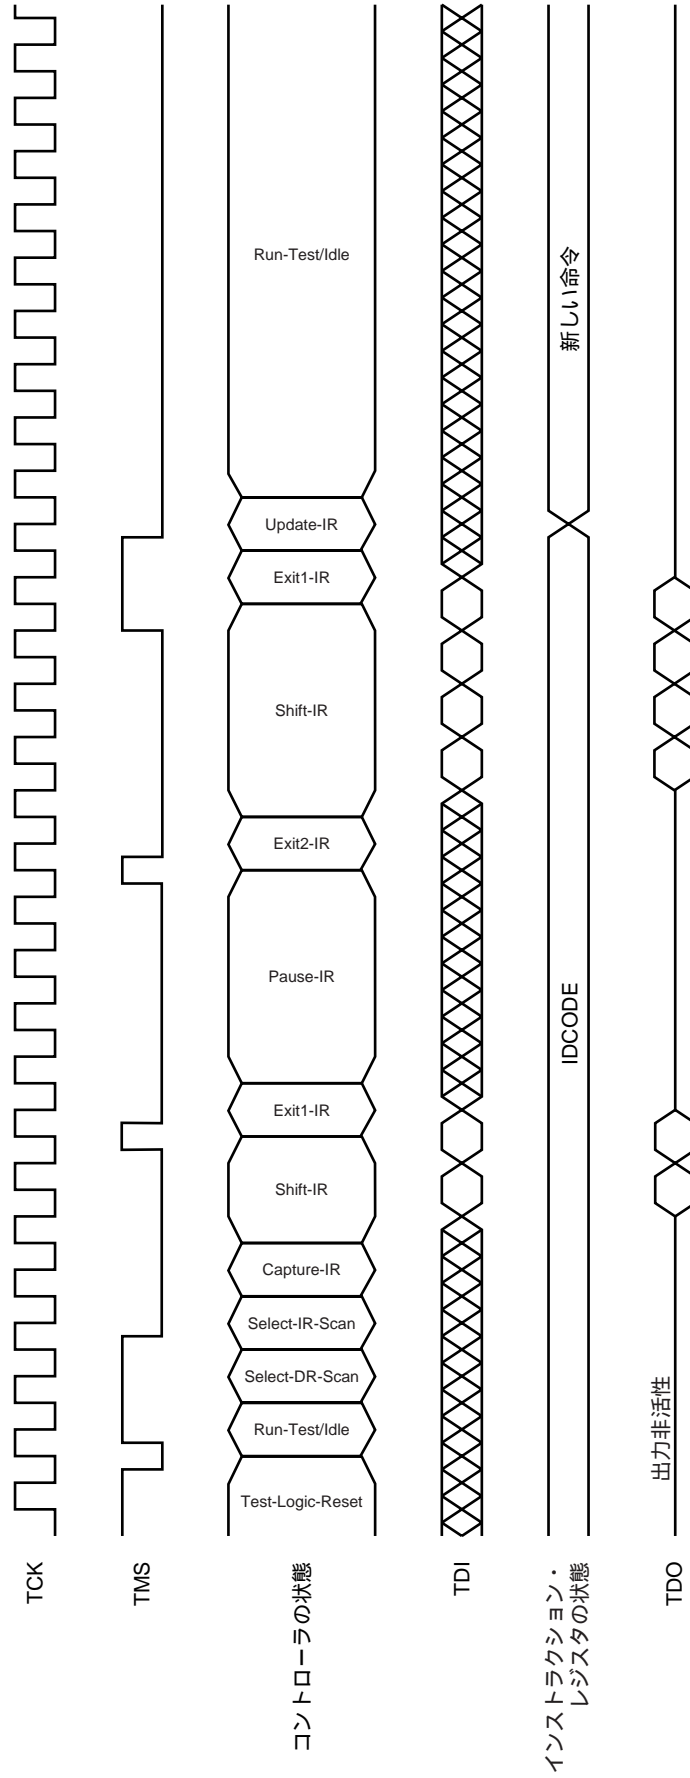 TCK
TMS
コントローラの状態
Test-Logic-Reset
Run-Test/Idle
Select-DR-Scan
Select-IR-Scan
Capture-IR
Shift-IR
Exit1-IR
Pause-IR
Exit2-IR
Shift-IR
Exit1-IR
Update-IR
Run-Test/Idle
TDI
インストラクション・
レジスタの状態
IDCODE
新しい命令
TDO
出力非活性